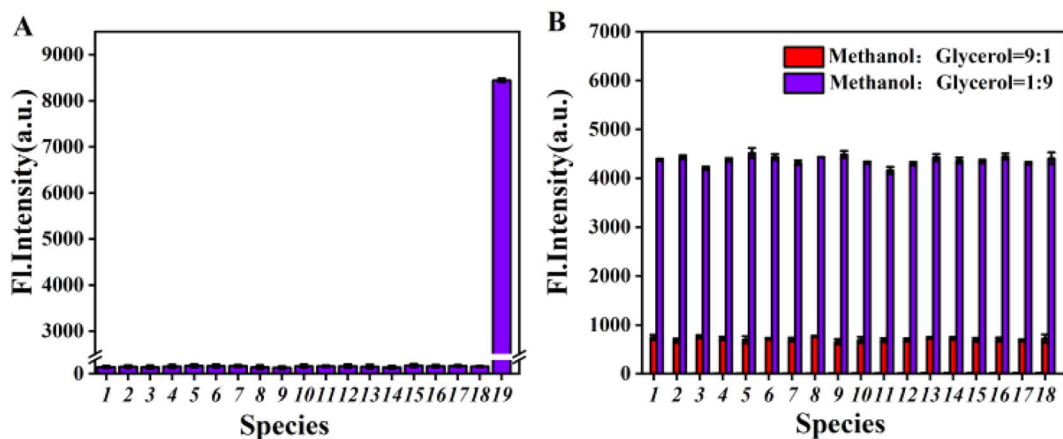 A
9000
8000
7000
6000
5000
4000
3000
0
Fl.Intensity(a.u.)
1 2 3 4 5 6 7 8 9 10 11 12 13 14 15 16 17 18 19
Species
B
7000
6000
5000
4000
3000
2000
1000
0
Fl.Intensity(a.u.)
Methanol：Glycerol=9:1
Methanol：Glycerol=1:9
1 2 3 4 5 6 7 8 9 10 11 12 13 14 15 16 17 18
Species